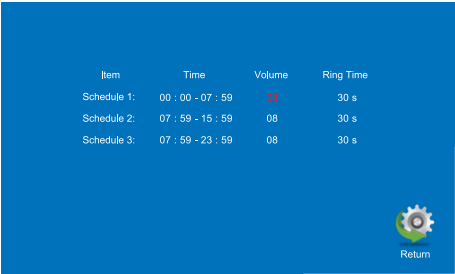 Item Time Volume Ring Time
Schedule 1: 00 : 00 - 07 : 59 30 s
Schedule 2: 07 : 59 - 15 : 59 08 30 s
Schedule 3: 07 : 59 - 23 : 59 08 30 s
Return